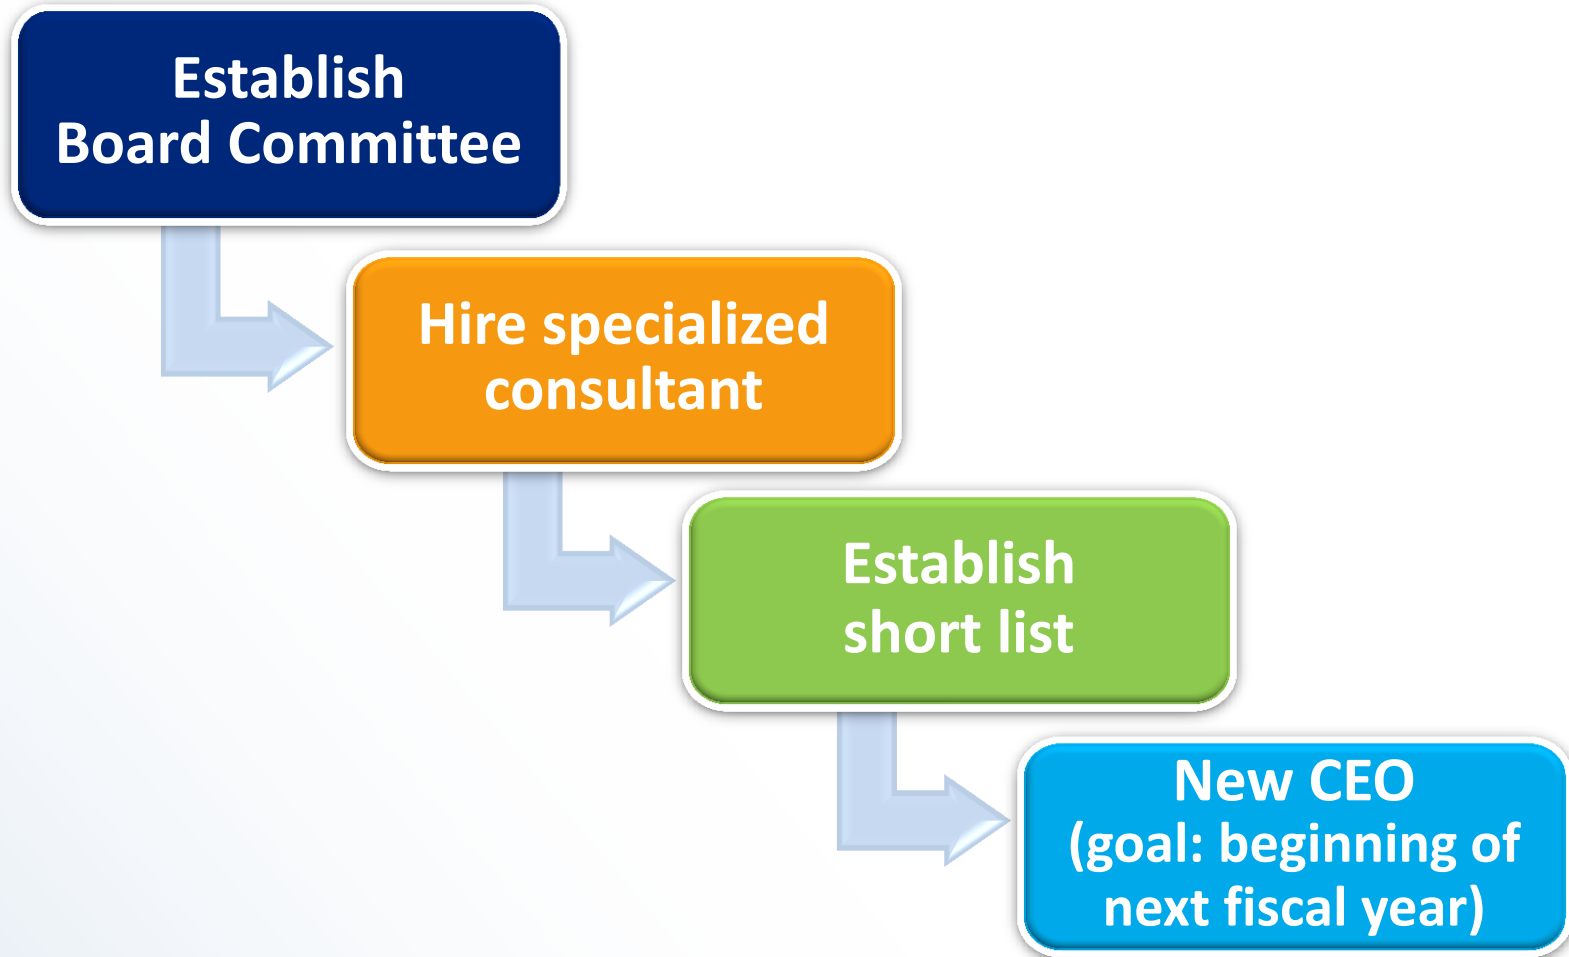 Establish
Board Committee
Hire specialized
consultant
Establish
short list
New CEO
(goal: beginning of
next fiscal year)